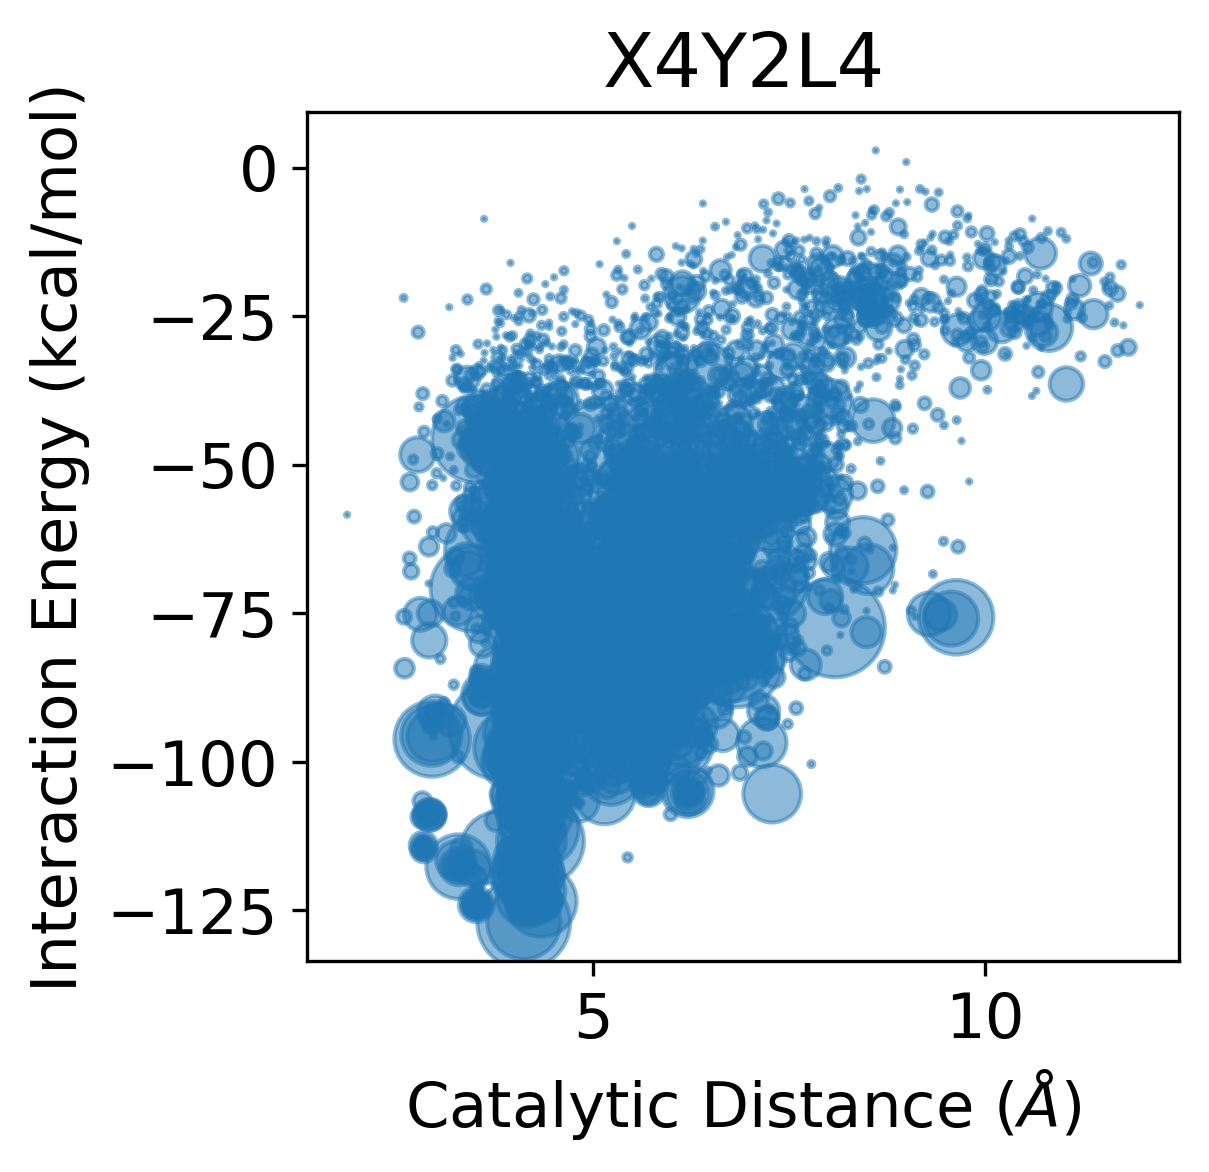 X4Y2L4
Interaction Energy (kcal/mol)
0
−25
−50
−75
−100
−125
5
10
Catalytic Distance (Å)